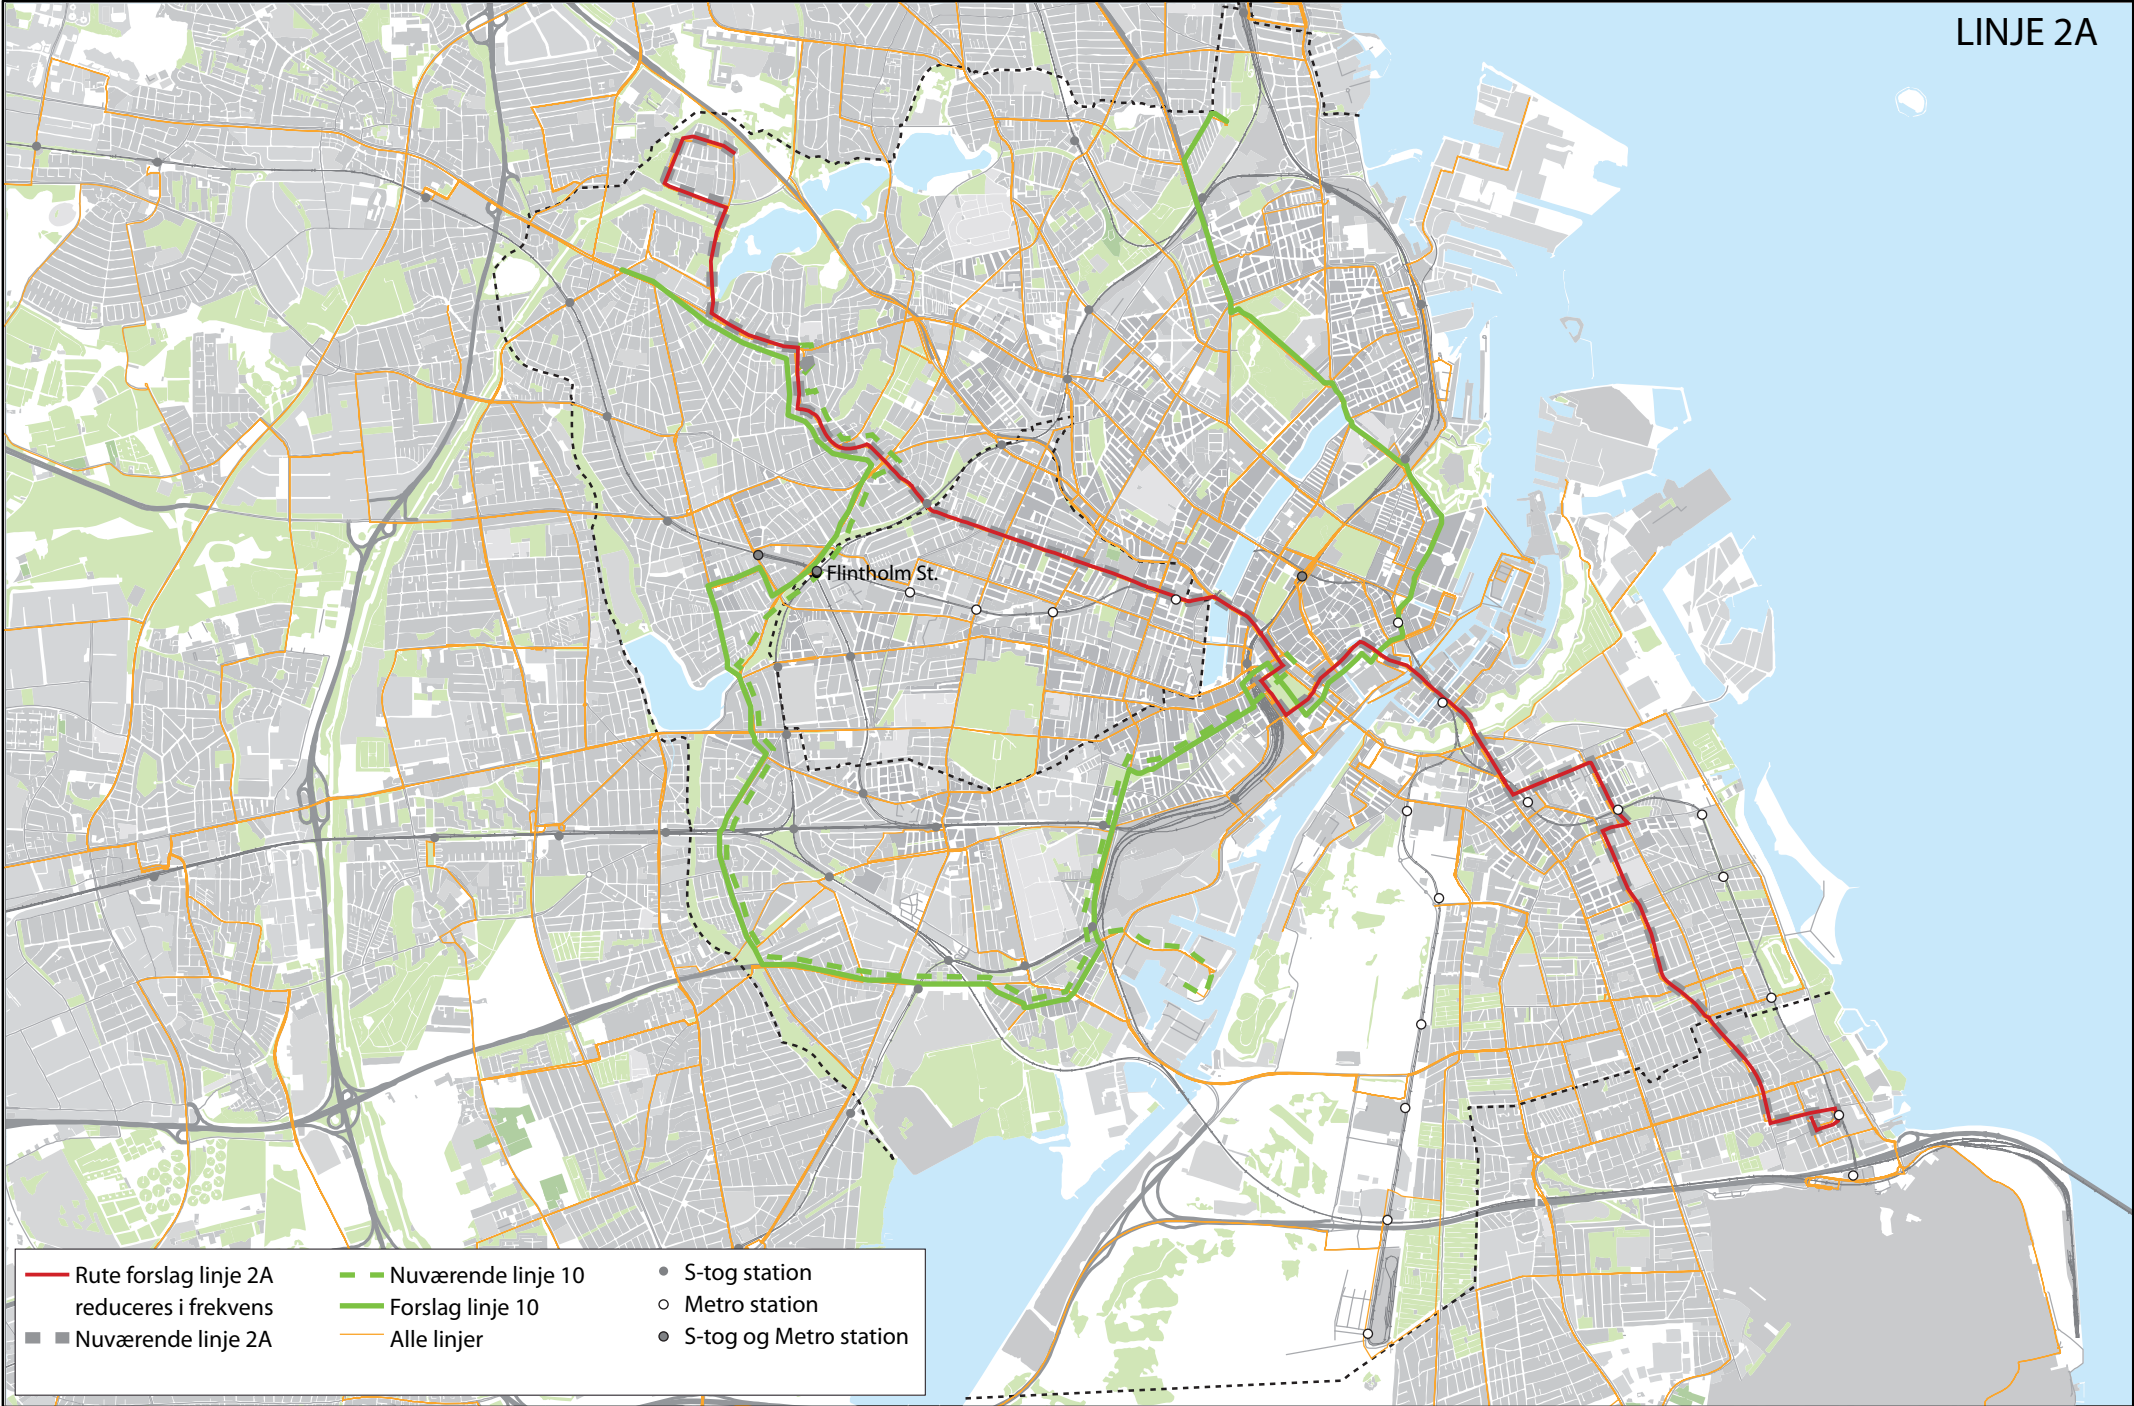 LINJE 2A
Flintholm St.
Rute forslag linje 2A
reduceres i frekvens
Nuværende linje 2A
Nuværende linje 10
Forslag linje 10
Alle linjer
S-tog station
Metro station
S-tog og Metro station